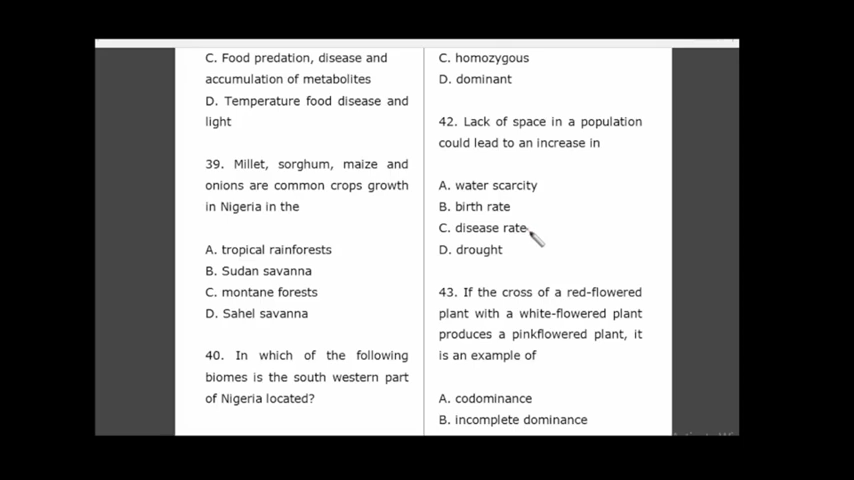 C. Food predation, disease and
accumulation of metabolites
D. Temperature food disease and
light
39. Millet, sorghum, maize and
onions are common crops growth
in Nigeria in the
A. tropical rainforests
B. Sudan savanna
C. montane forests
D. Sahel savanna
40. In which of the following
biomes is the south western part
of Nigeria located?
C. homozygous
D. dominant
42. Lack of space in a population
could lead to an increase in
A. water scarcity
B. birth rate
C. disease rate
D. drought
43. If the cross of a red-flowered
plant with a white-flowered plant
produces a pinkflowered plant, it
is an example of
A. codominance
B. incomplete dominance